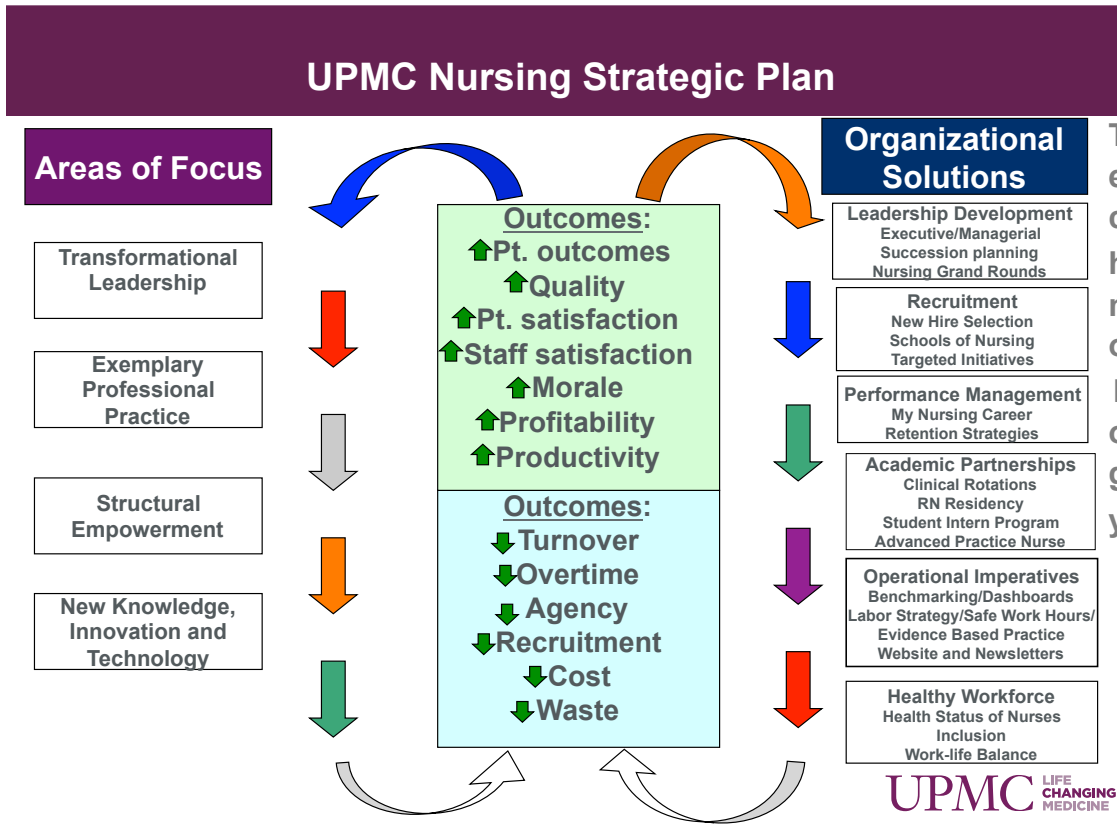 UPMC Nursing Strategic Plan
Areas of Focus
Transformational
Leadership
Exemplary
Professional
Practice
Structural
Empowerment
New Knowledge,
Innovation and
Technology
Outcomes:
Pt. outcomes
Quality
Pt. satisfaction
Staff satisfaction
Morale
Profitability
Productivity
Outcomes:
Turnover
Overtime
Agency
Recruitment
Cost
Waste
Organizational
Solutions
Leadership Development
Executive/Managerial
Succession planning
Nursing Grand Rounds
Recruitment
New Hire Selection
Schools of Nursing
Targeted Initiatives
Performance Management
My Nursing Career
Retention Strategies
Academic Partnerships
Clinical Rotations
RN Residency
Student Intern Program
Advanced Practice Nurse
Operational Imperatives
Benchmarking/Dashboards
Labor Strategy/Safe Work Hours/
Evidence Based Practice
Website and Newsletters
Healthy Workforce
Health Status of Nurses
Inclusion
Work-life Balance
UPMC LIFE
CHANGING
MEDICINE